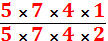 5 × 7 × 4 × 1
5 × 7 × 4 × 2